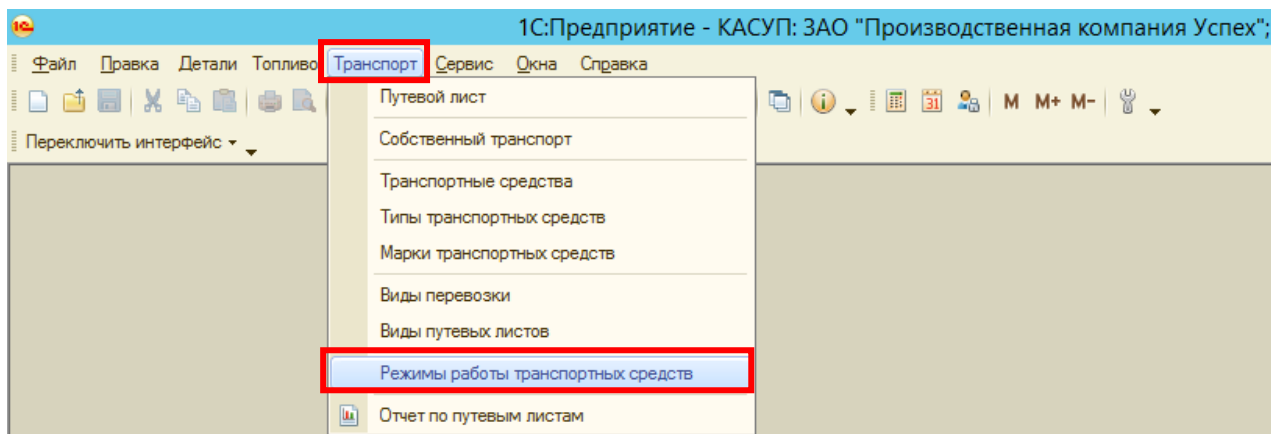 1С:Предприятие - КАСУП: ЗАО "Производственная компания Успех";
Файл Правка Детали Топливо Транспорт Сервис Окна Справка
M M+ M-
Переключить интерфейс
Путевой лист
Собственный транспорт
Транспортные средства
Типы транспортных средств
Марки транспортных средств
Виды перевозки
Виды путевых листов
Режимы работы транспортных средств
Отчет по путевым листам